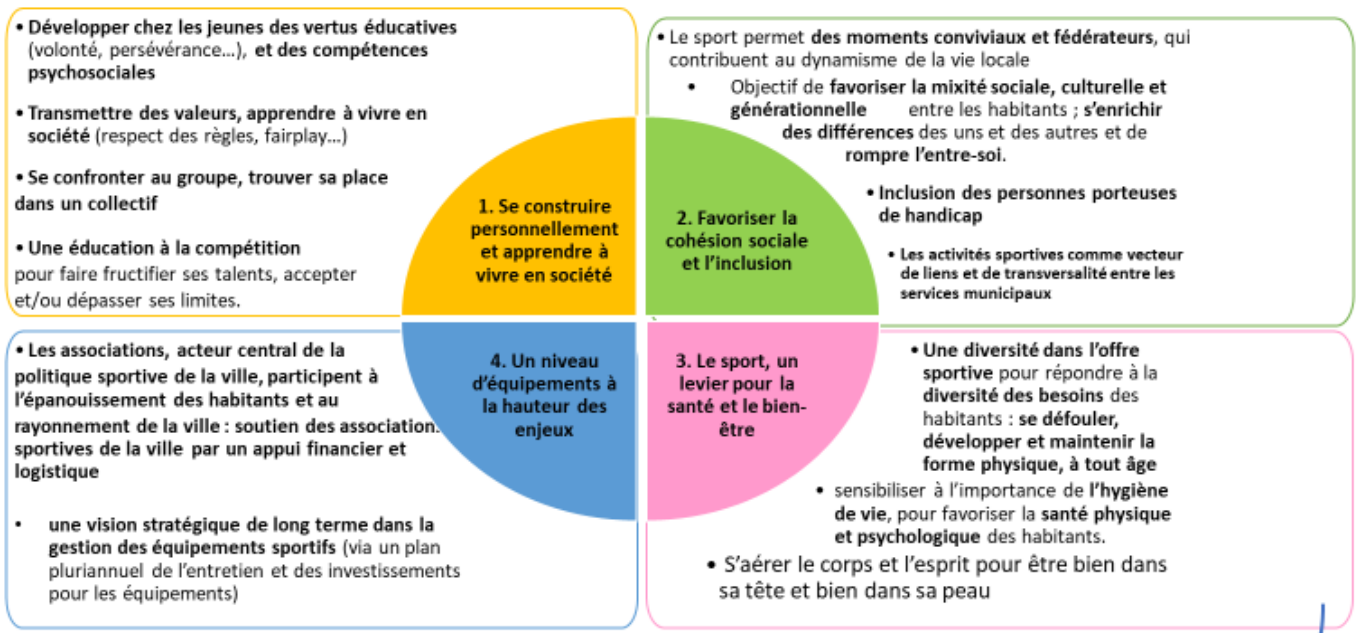 • Développer chez les jeunes des vertus éducatives
(volonté, persévérance…), et des compétences
psychosociales
• Transmettre des valeurs, apprendre à vivre en
société (respect des règles, fairplay…)
• Se confronter au groupe, trouver sa place
dans un collectif
• Une éducation à la compétition
pour faire fructifier ses talents, accepter
et/ou dépasser ses limites.
1. Se construire
personnellement
et apprendre à
vivre en société
• Le sport permet des moments conviviaux et fédérateurs, qui
contribuent au dynamisme de la vie locale
• Objectif de favoriser la mixité sociale, culturelle et
générationnelle entre les habitants ; s’enrichir
des différences des uns et des autres et de
rompre l’entre-soi.
• Inclusion des personnes porteuses
de handicap
• Les activités sportives comme vecteur
de liens et de transversalité entre les
services municipaux
2. Favoriser la
cohésion sociale
et l’inclusion
• Les associations, acteur central de la
politique sportive de la ville, participent à
l’épanouissement des habitants et au
rayonnement de la ville : soutien des association.
sportives de la ville par un appui financier et
logistique
• une vision stratégique de long terme dans la
gestion des équipements sportifs (via un plan
pluriannuel de l’entretien et des investissements
pour les équipements)
4. Un niveau
d’équipements à
la hauteur des
enjeux
3. Le sport, un
levier pour la
santé et le bien-
être
• Une diversité dans l’offre
sportive pour répondre à la
diversité des besoins des
habitants : se défouler,
développer et maintenir la
forme physique, à tout âge
• sensibiliser à l’importance de l’hygiène
de vie, pour favoriser la santé physique
et psychologique des habitants.
• S’aérer le corps et l’esprit pour être bien dans
sa tête et bien dans sa peau